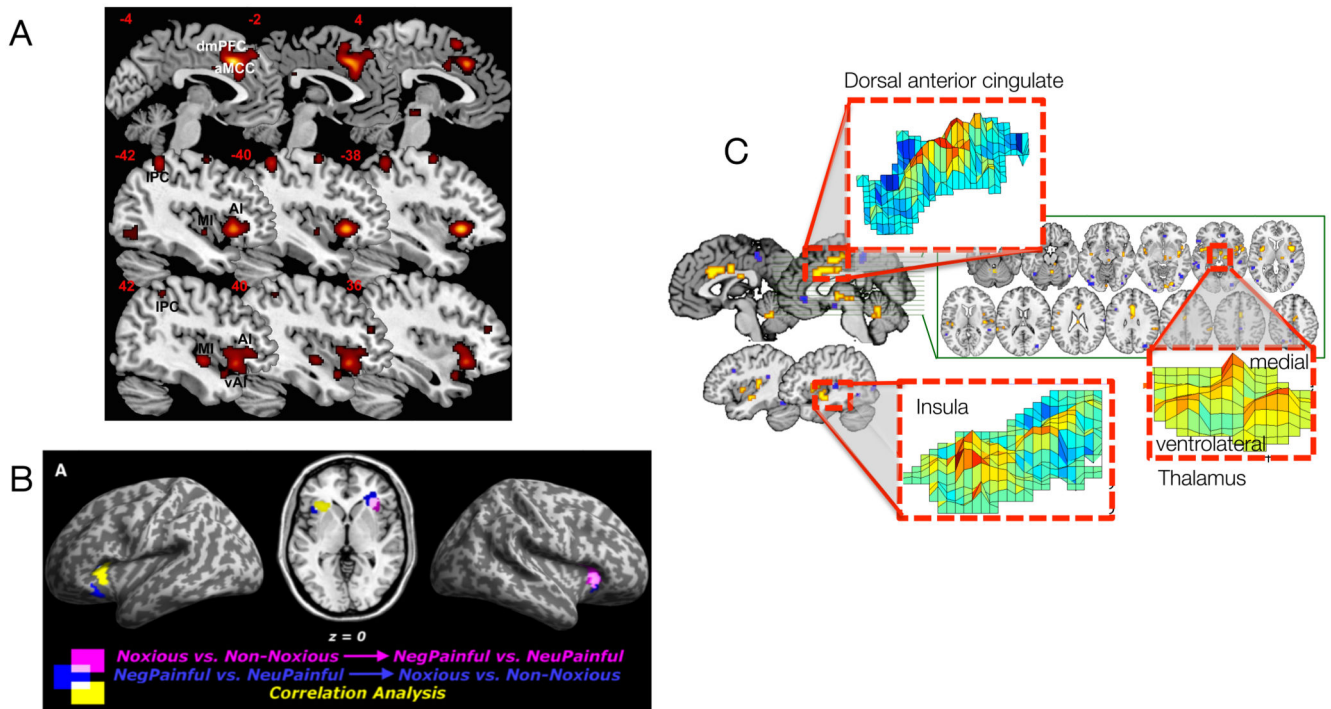 A
-4
-2
4
dmPFC
aMCC
-42
-40
-38
IPC
AI
MI
42
40
38
IPC
AI
MI
vAI
B
A
z = 0
Noxious vs. Non-Noxious NegPainful vs. NeuPainful
NegPainful vs. NeuPainful Noxious vs. Non-Noxious
Correlation Analysis
C
Dorsal anterior cingulate
Insula
medial
ventrolateral
Thalamus